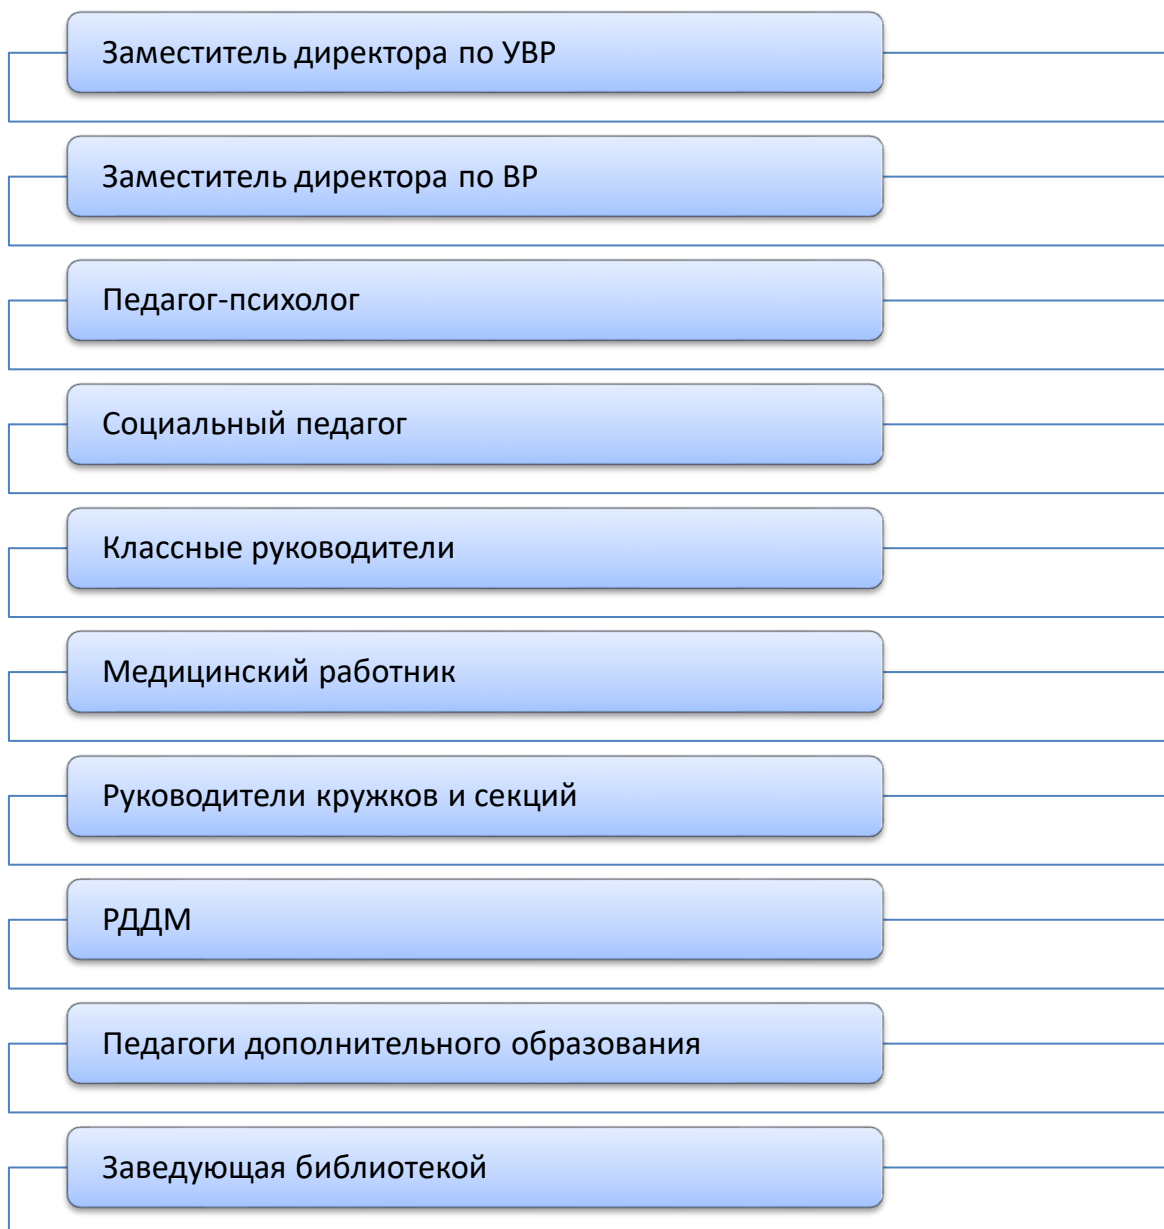 Заместитель директора по УВР
Заместитель директора по ВР
Педагог-психолог
Социальный педагог
Классные руководители
Медицинский работник
Руководители кружков и секций
РДДМ
Педагоги дополнительного образования
Заведующая библиотекой